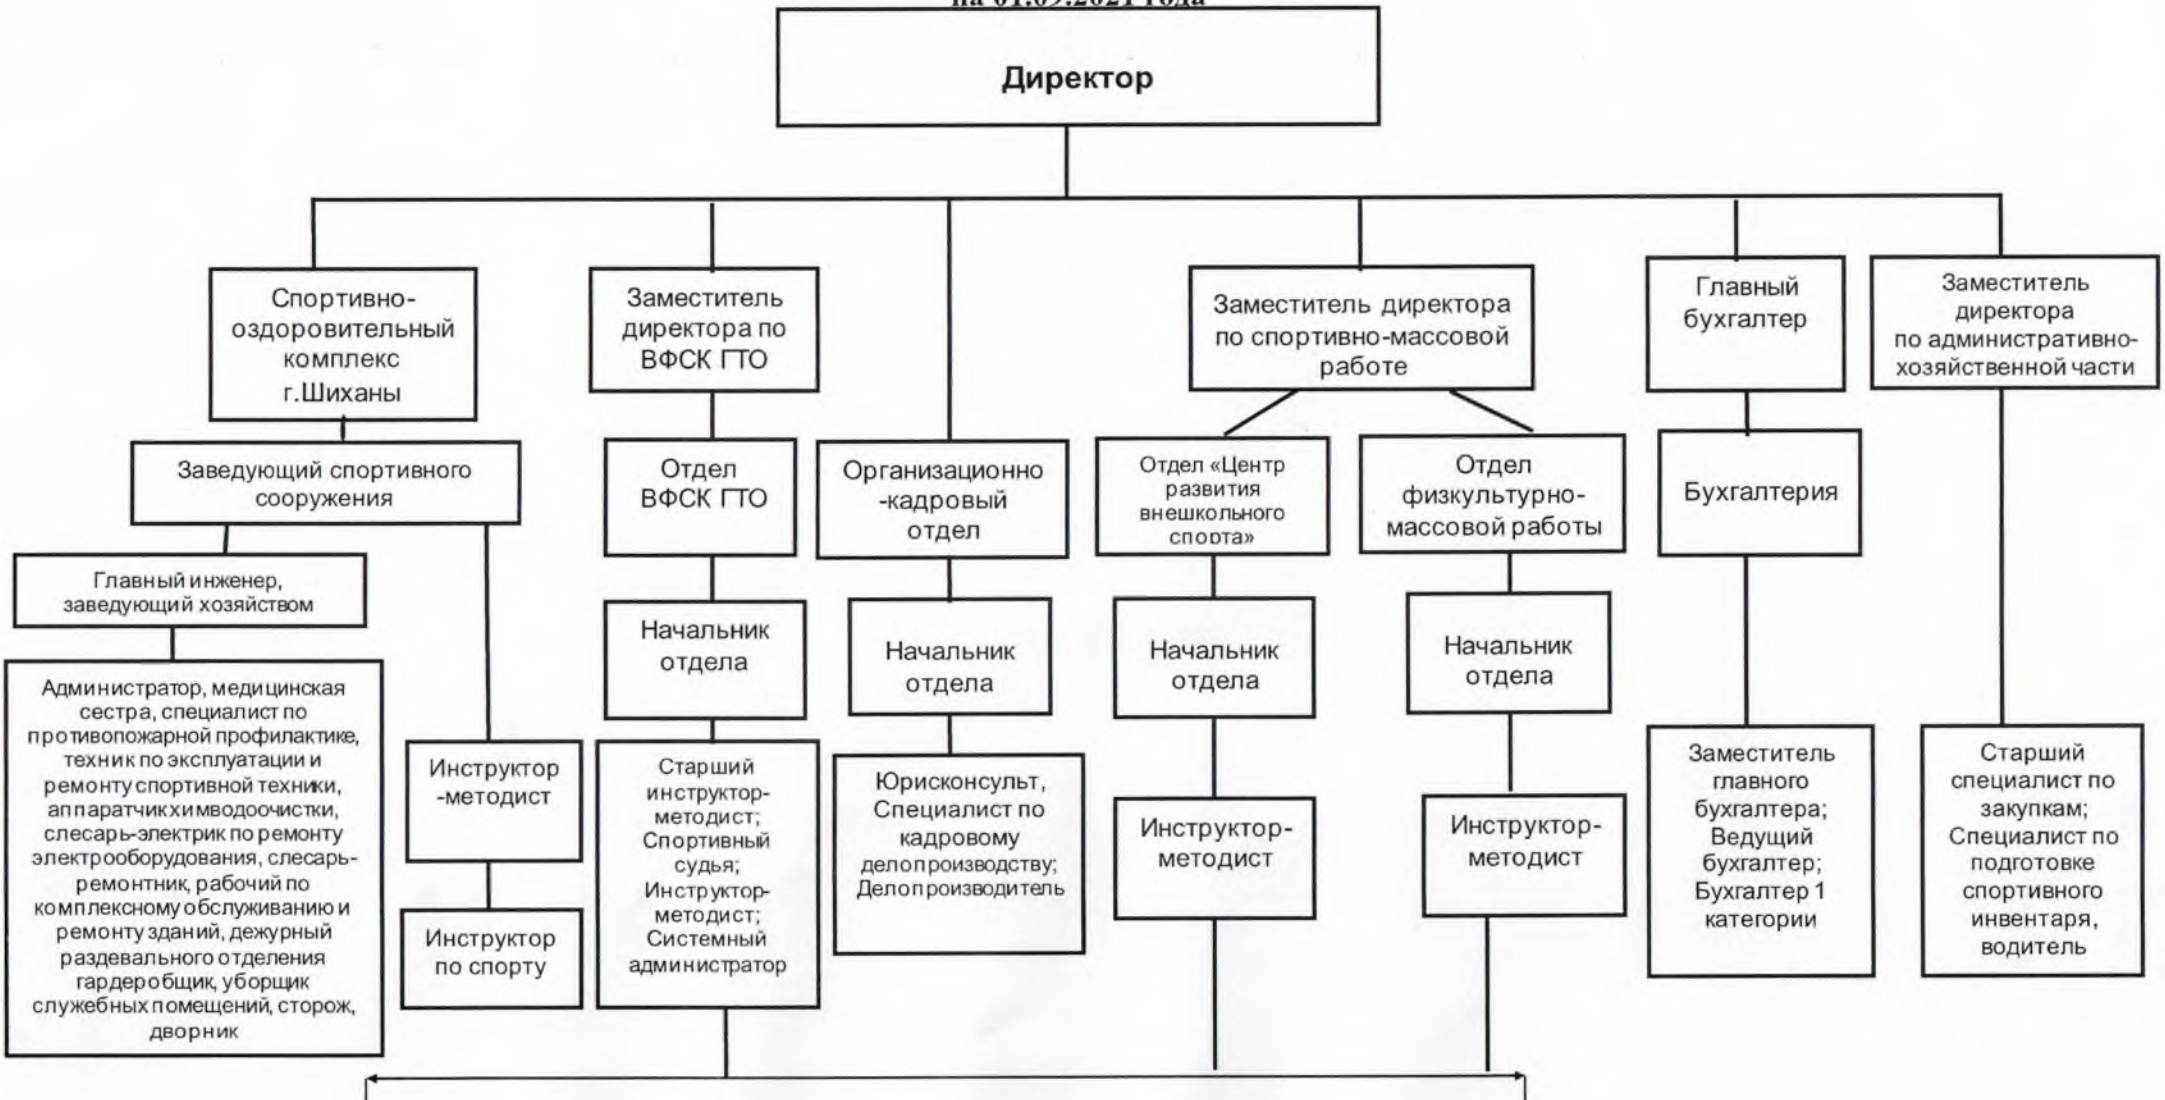 на 01.09.2021 года
Директор
Спортивно-
оздоровительный
комплекс
г.Шиханы
Заместитель
директора по
ВФСК ГТО
Заместитель директора
по спортивно-массовой
работе
Главный
бухгалтер
Заместитель
директора
по административно-
хозяйственной части
Заведующий спортивного
сооружения
Отдел
ВФСК ГТО
Организационно
-кадровый
отдел
Отдел «Центр
развития
внешкольного
спорта»
Отдел
физкультурно-
массовой работы
Бухгалтерия
Главный инженер,
заведующий хозяйством
Начальник
отдела
Начальник
отдела
Начальник
отдела
Начальник
отдела
Администратор, медицинская
сестра, специалист по
противопожарной профилактике,
техник по эксплуатации и
ремонту спортивной техники,
аппаратчик химводоочистки,
слесарь-электрик по ремонту
электрооборудования, слесарь-
ремонтник, рабочий по
комплексному обслуживанию и
ремонту зданий, дежурный
раздевального отделения
гардеробщик, уборщик
служебных помещений, сторож,
дворник
Инструктор
-методист
Инструктор
по спорту
Старший
инструктор-
методист;
Спортивный
судья;
Инструктор-
методист;
Системный
администратор
Юрисконсульт,
Специалист по
кадровому
делопроизводству;
Делопроизводитель
Инструктор-
методист
Инструктор-
методист
Заместитель
главного
бухгалтера;
Ведущий
бухгалтер;
Бухгалтер 1
категории
Старший
специалист по
закупкам;
Специалист по
подготовке
спортивного
инвентаря,
водитель